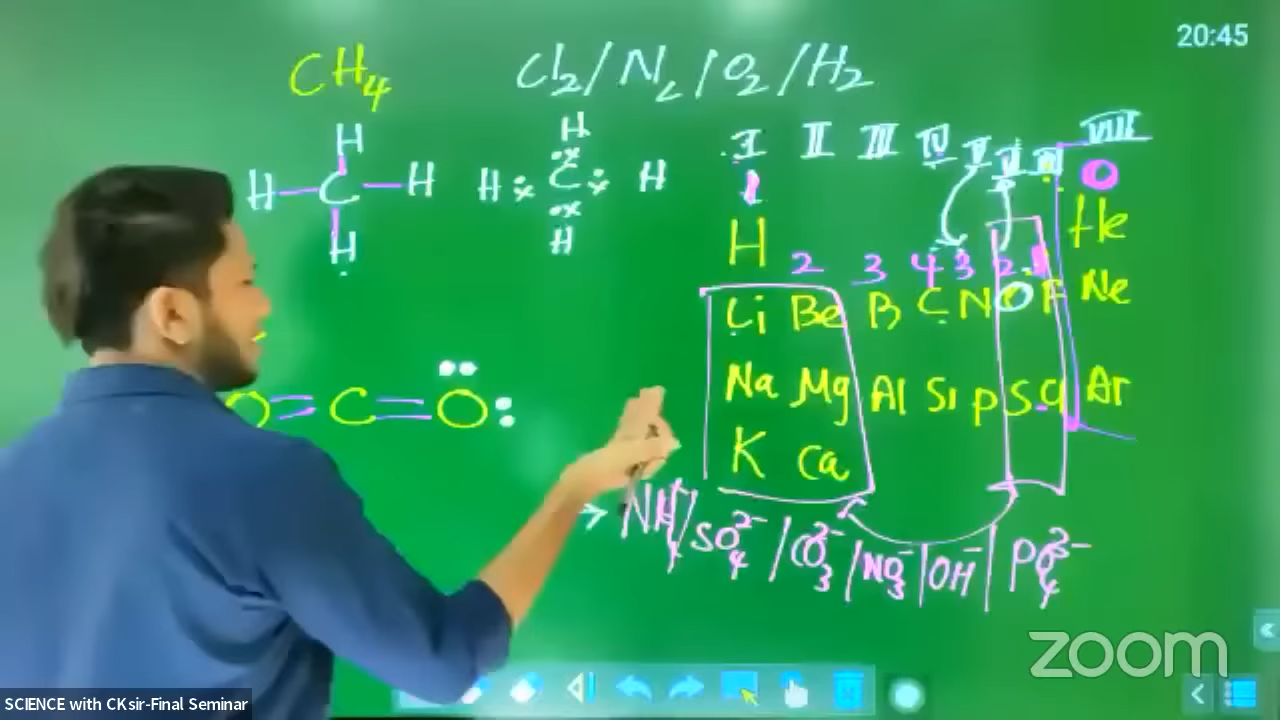 20:45
CH4
Cl2/N2/O2/H2
H
H C H
H
H
H C H
H
I II III IV V VI VII VIII
1 0
H He
2 3 4 3 2 1
Li Be B C N O F Ne
Na Mg Al Si P S Cl Ar
K Ca
O=C=O
→ NH4+/SO4 2-/CO3 2-/NO3-/OH-/PO4 3-
zoom
SCIENCE with CKsir-Final Seminar